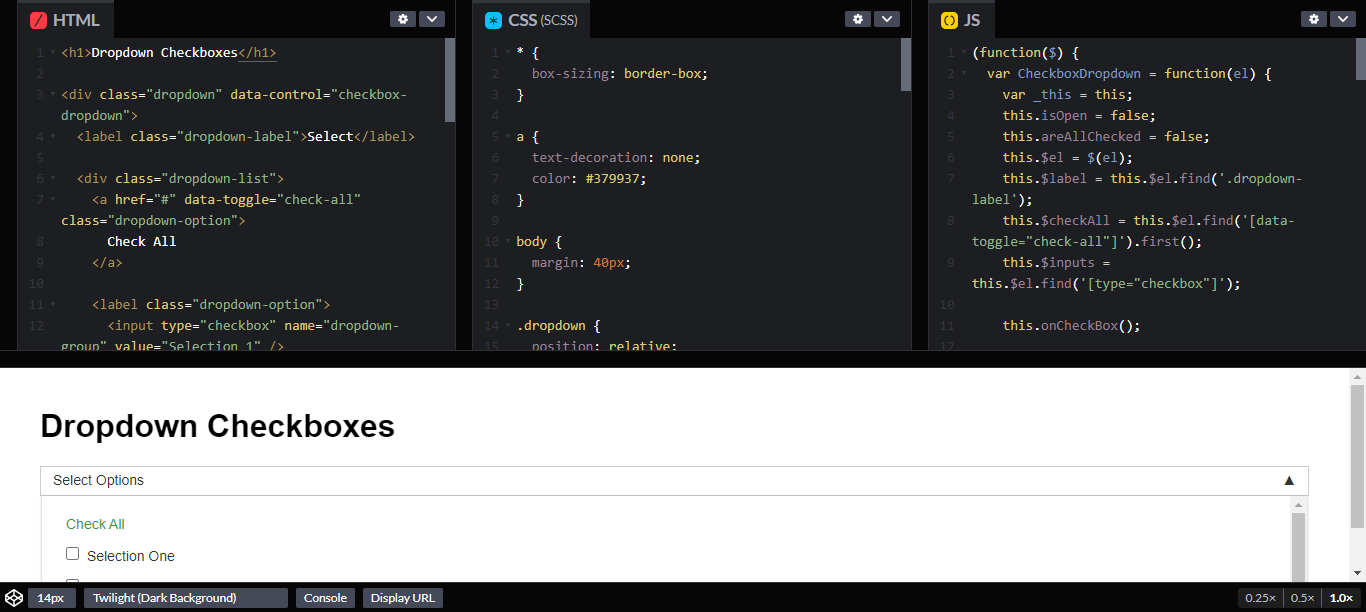 HTML
1 <h1>Dropdown Checkboxes</h1>
2
3 <div class="dropdown" data-control="checkbox-
dropdown">
4 <label class="dropdown-label">Select</label>
5
6 <div class="dropdown-list">
7 <a href="#" data-toggle="check-all"
class="dropdown-option">
8 Check All
9 </a>
10
11 <label class="dropdown-option">
12 <input type="checkbox" name="dropdown-
group" value="Selection 1" />
CSS (SCSS)
1 * {
2 box-sizing: border-box;
3 }
4
5 a {
6 text-decoration: none;
7 color: #379937;
8 }
9
10 body {
11 margin: 40px;
12 }
13
14 .dropdown {
15 position: relative;
JS
1 (function($) {
2 var CheckboxDropdown = function(el) {
3 var _this = this;
4 this.isOpen = false;
5 this.areAllChecked = false;
6 this.$el = $(el);
7 this.$label = this.$el.find('.dropdown-
label');
8 this.$checkAll = this.$el.find('[data-
toggle="check-all"]').first();
9 this.$inputs =
this.$el.find('[type="checkbox"]');
10
11 this.onCheckBox();
12
Dropdown Checkboxes
Select Options ▲
Check All
Selection One
14px Twilight (Dark Background) Console Display URL 0.25× 0.5× 1.0×